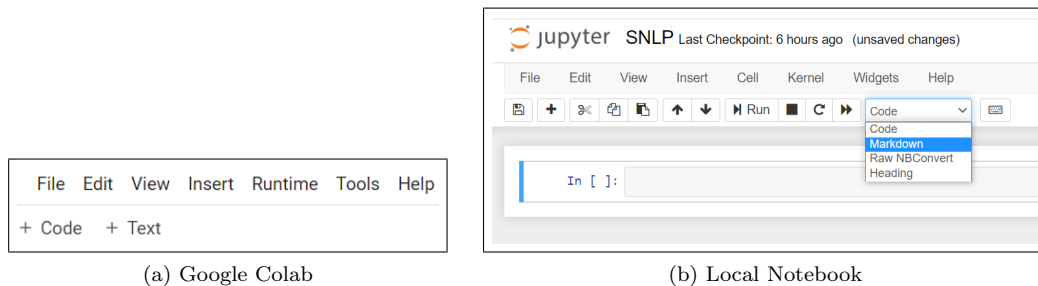 File Edit View Insert Runtime Tools Help
+ Code + Text
(a) Google Colab
jupyter SNLP Last Checkpoint: 6 hours ago (unsaved changes)
File Edit View Insert Cell Kernel Widgets Help
Run Code
Code
Markdown
Raw NBConvert
Heading
In [ ]:
(b) Local Notebook